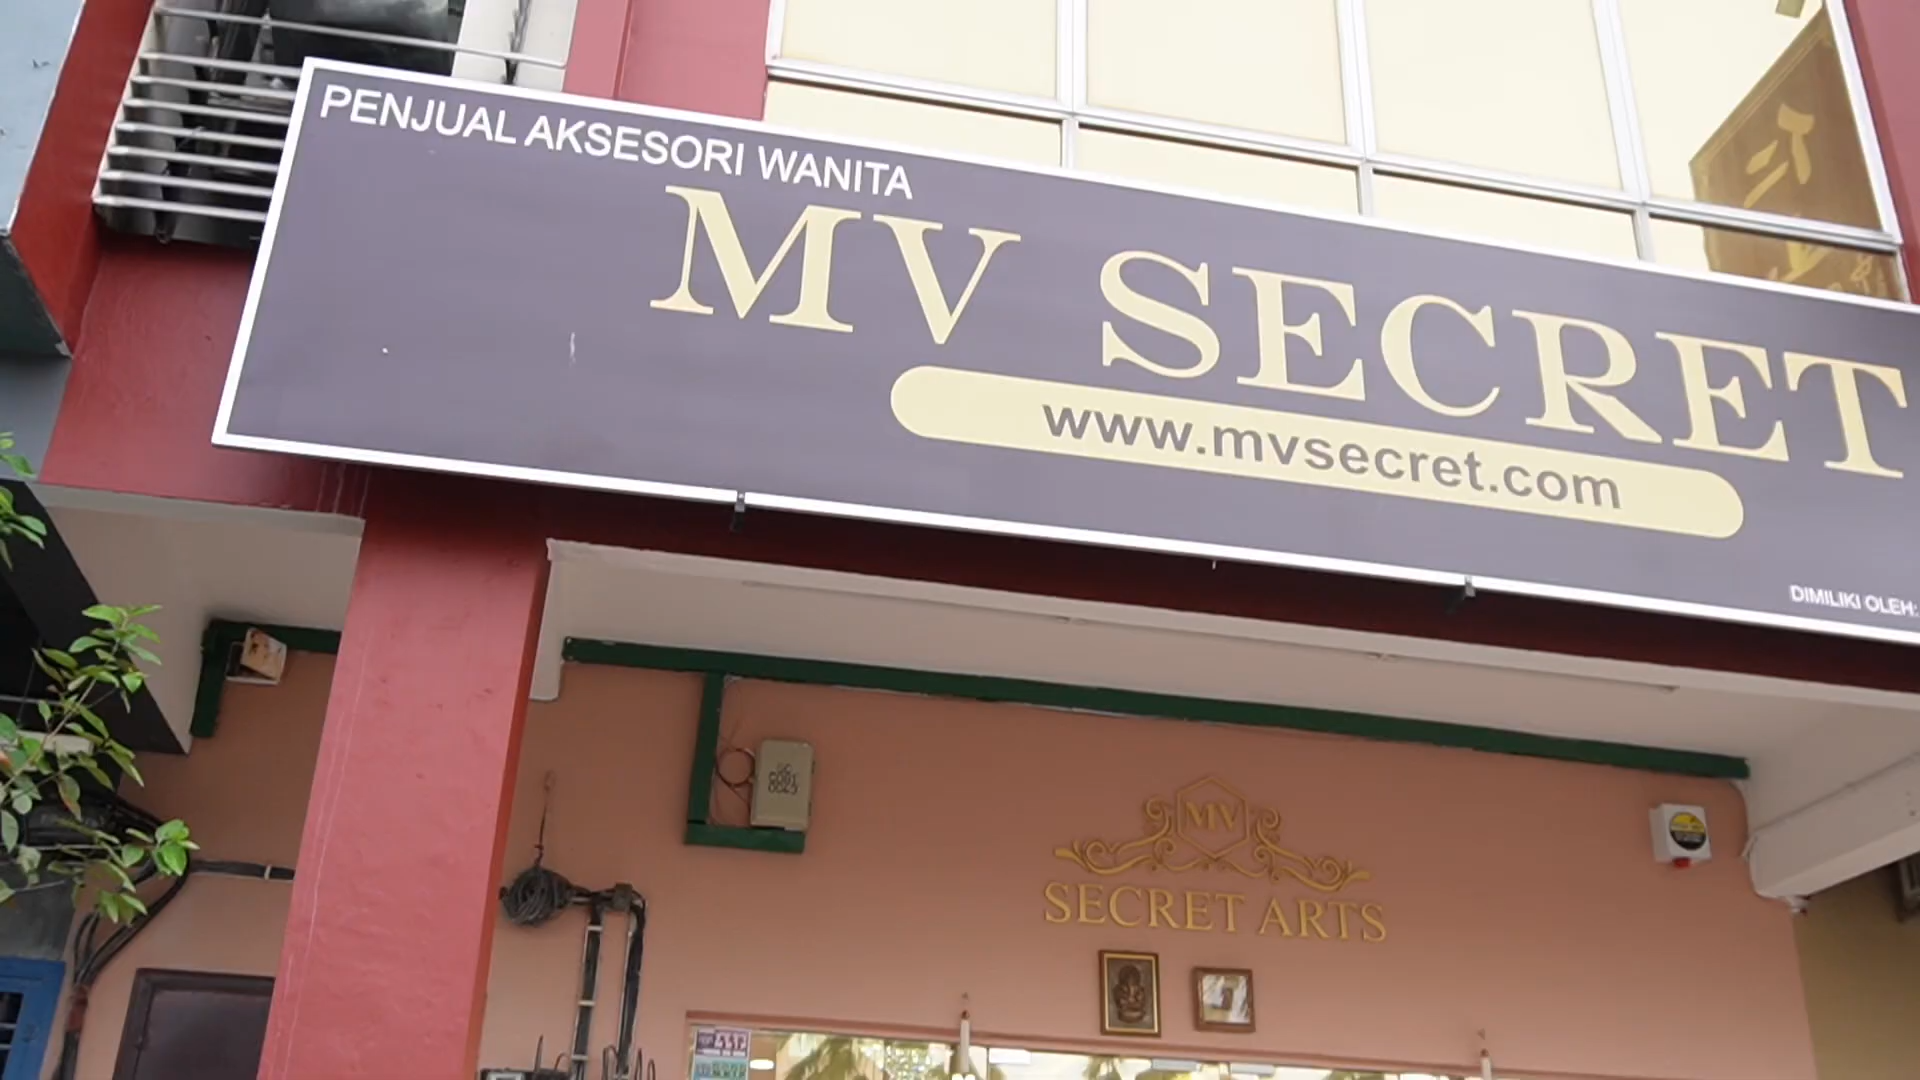 PENJUAL AKSESORI WANITA
MV SECRET
www.mvsecret.com
DIMILIKI OLEH:
MV
SECRET ARTS